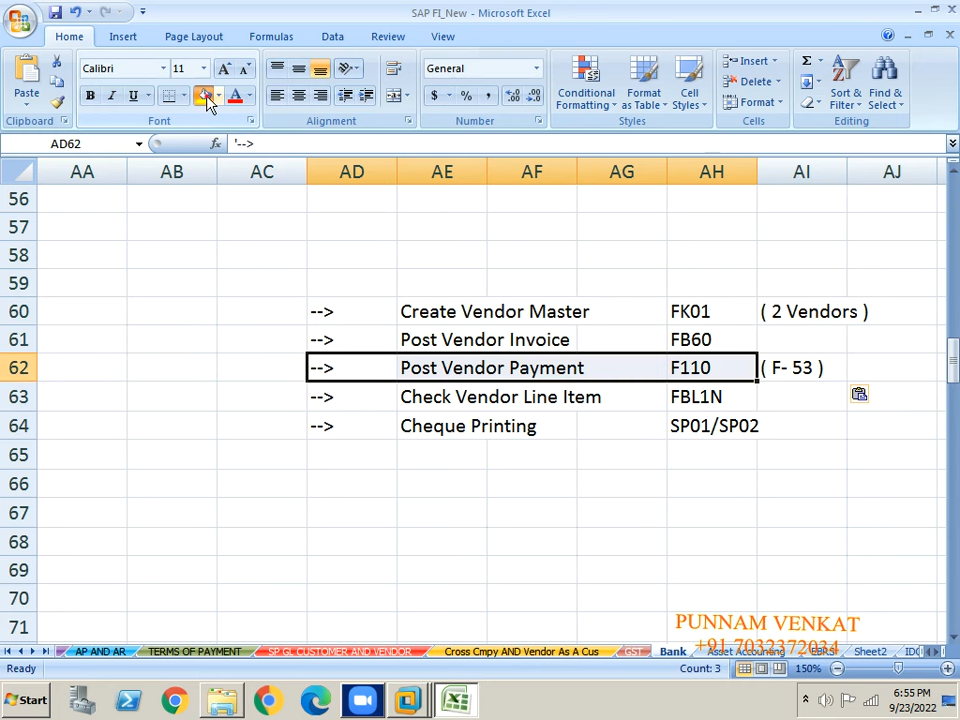 SAP FI_New - Microsoft Excel
Home Insert Page Layout Formulas Data Review View
Paste
Calibri 11
B I U
General
$ % ,
Conditional Formatting
Format as Table
Cell Styles
Insert
Delete
Format
Σ
Sort & Filter
Find & Select
Clipboard Font Alignment Number Styles Cells Editing
AD62 fx '-->
AA AB AC AD AE AF AG AH AI AJ
56
57
58
59
60 --> Create Vendor Master FK01 ( 2 Vendors )
61 --> Post Vendor Invoice FB60
62 --> Post Vendor Payment F110 ( F- 53 )
63 --> Check Vendor Line Item FBL1N
64 --> Cheque Printing SP01/SP02
65
66
67
68
69
70
71
PUNNAM VENKAT
+91 7032372034
AP AND AR TERMS OF PAYMENT SP GL CUSTOMER AND VENDOR Cross Cmpy AND Vendor As A Cus GST Bank Asset Accounting EBRS Sheet2 IDC
Ready Count: 3 150%
Start 6:55 PM
9/23/2022